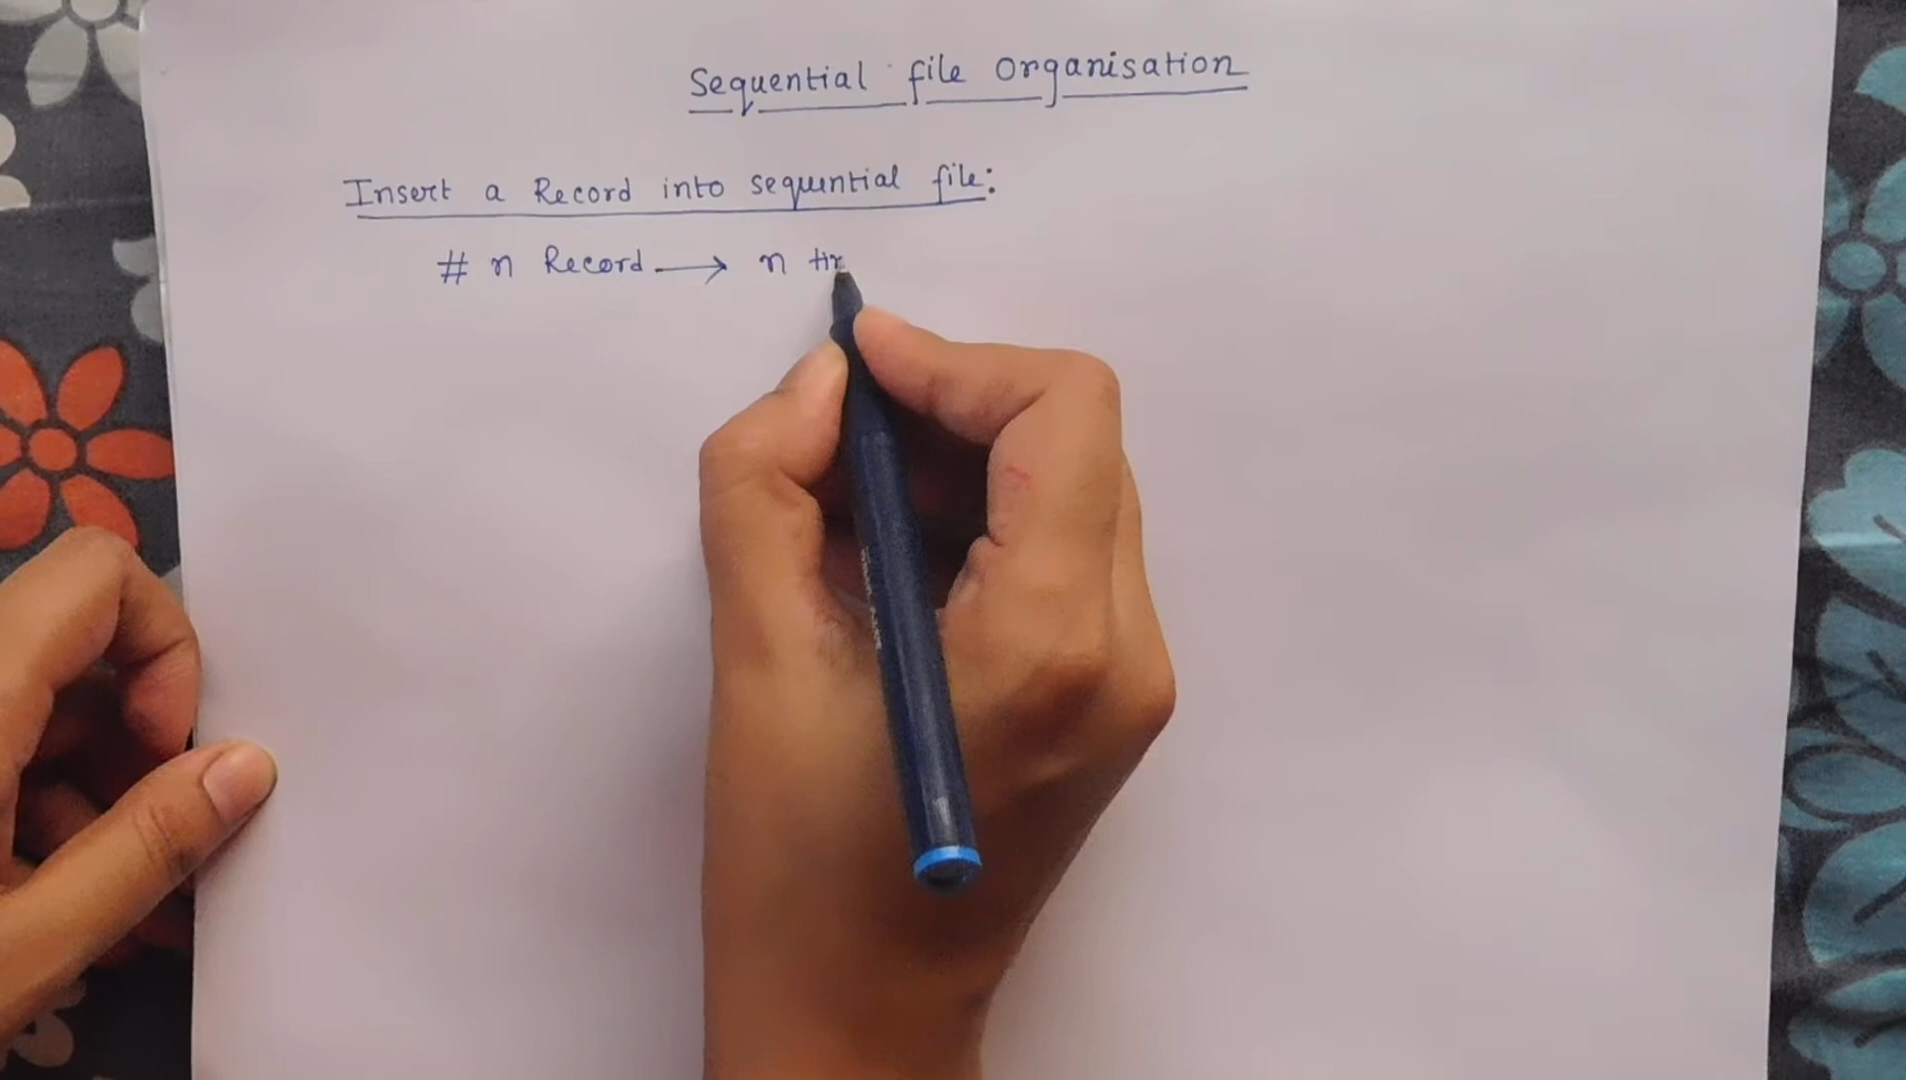 Sequential file Organisation
Insert a Record into sequential file:
# n Record → n